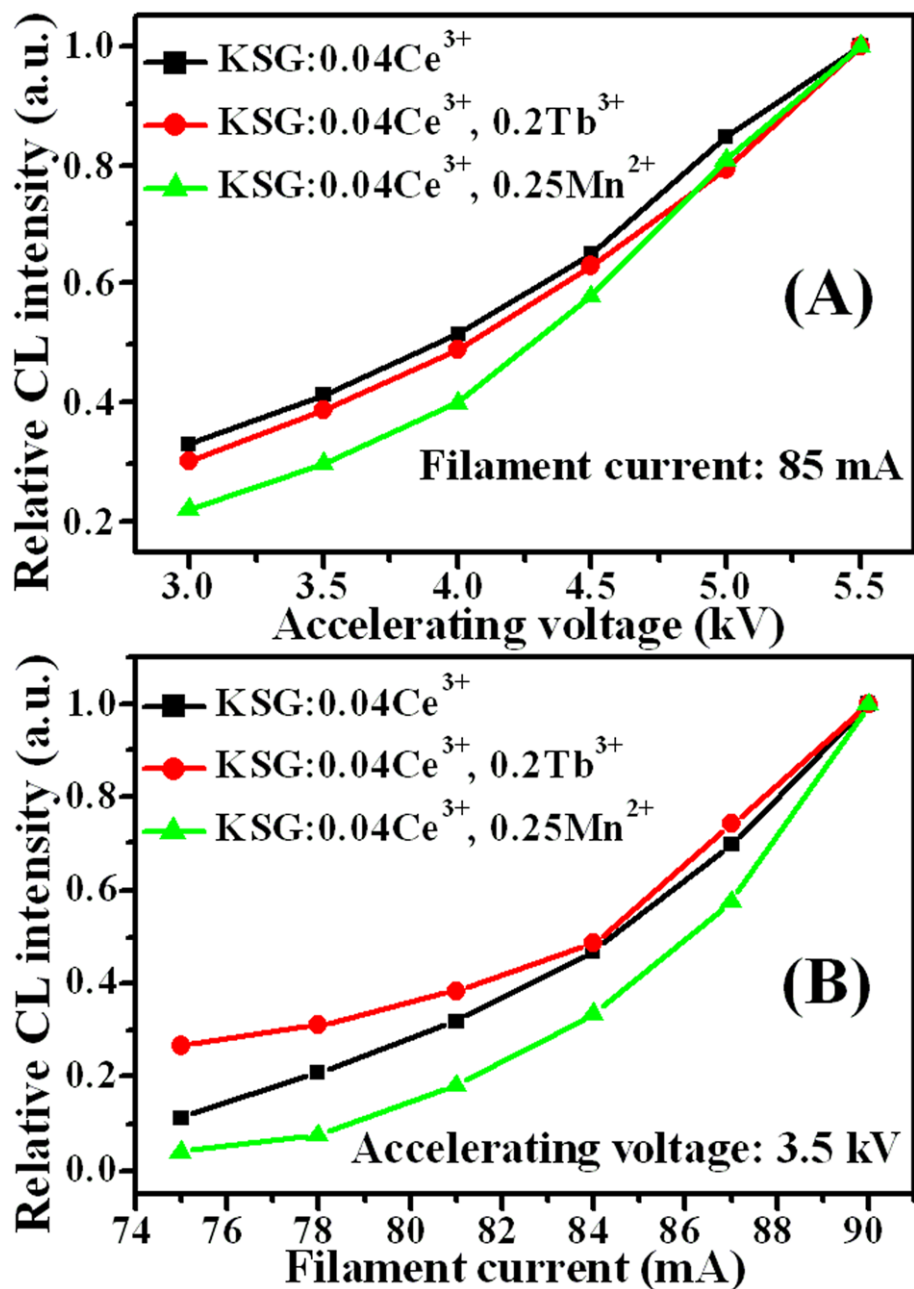 Relative CL intensity (a.u.)
1.0
0.8
0.6
0.4
0.2
KSG:0.04Ce³⁺
KSG:0.04Ce³⁺, 0.2Tb³⁺
KSG:0.04Ce³⁺, 0.25Mn²⁺
(A)
Filament current: 85 mA
3.0 3.5 4.0 4.5 5.0 5.5
Accelerating voltage (kV)
Relative CL intensity (a.u.)
1.0
0.8
0.6
0.4
0.2
0.0
KSG:0.04Ce³⁺
KSG:0.04Ce³⁺, 0.2Tb³⁺
KSG:0.04Ce³⁺, 0.25Mn²⁺
(B)
Accelerating voltage: 3.5 kV
74 76 78 80 82 84 86 88 90
Filament current (mA)